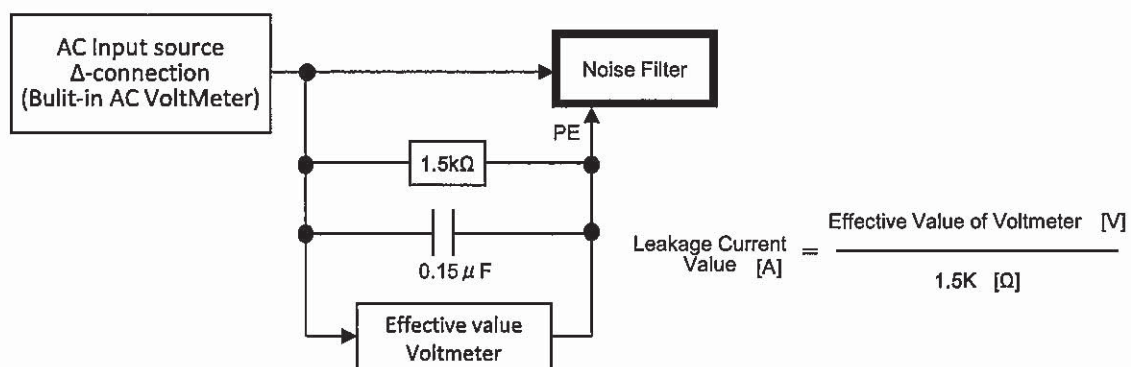 AC Input source
Δ-connection
(Bulit-in AC VoltMeter)
Noise Filter
PE
1.5kΩ
0.15μF
Effective value
Voltmeter
Leakage Current
Value [A]
=
Effective Value of Voltmeter [V]
1.5K [Ω]